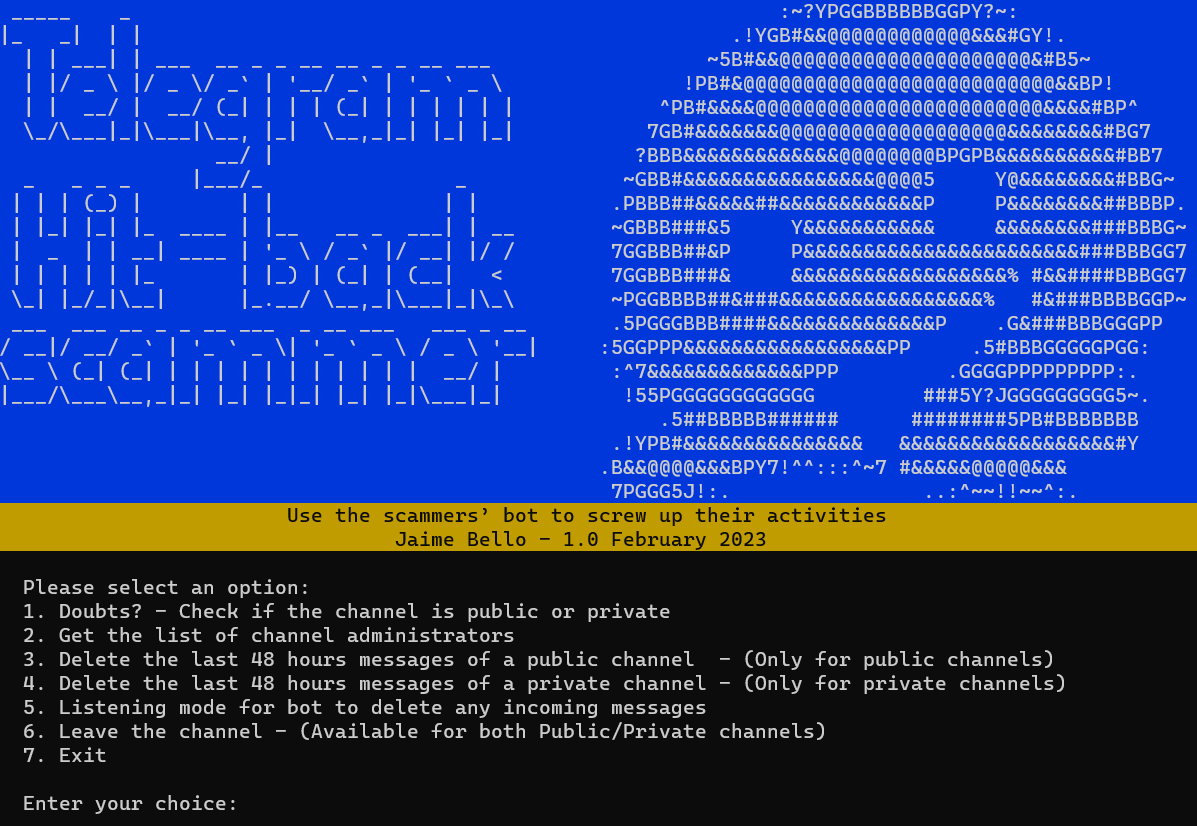 Telegram
Hit-back
scammer
Use the scammers’ bot to screw up their activities
Jaime Bello - 1.0 February 2023
Please select an option:
1. Doubts? - Check if the channel is public or private
2. Get the list of channel administrators
3. Delete the last 48 hours messages of a public channel  - (Only for public channels)
4. Delete the last 48 hours messages of a private channel - (Only for private channels)
5. Listening mode for bot to delete any incoming messages
6. Leave the channel - (Available for both Public/Private channels)
7. Exit
Enter your choice: